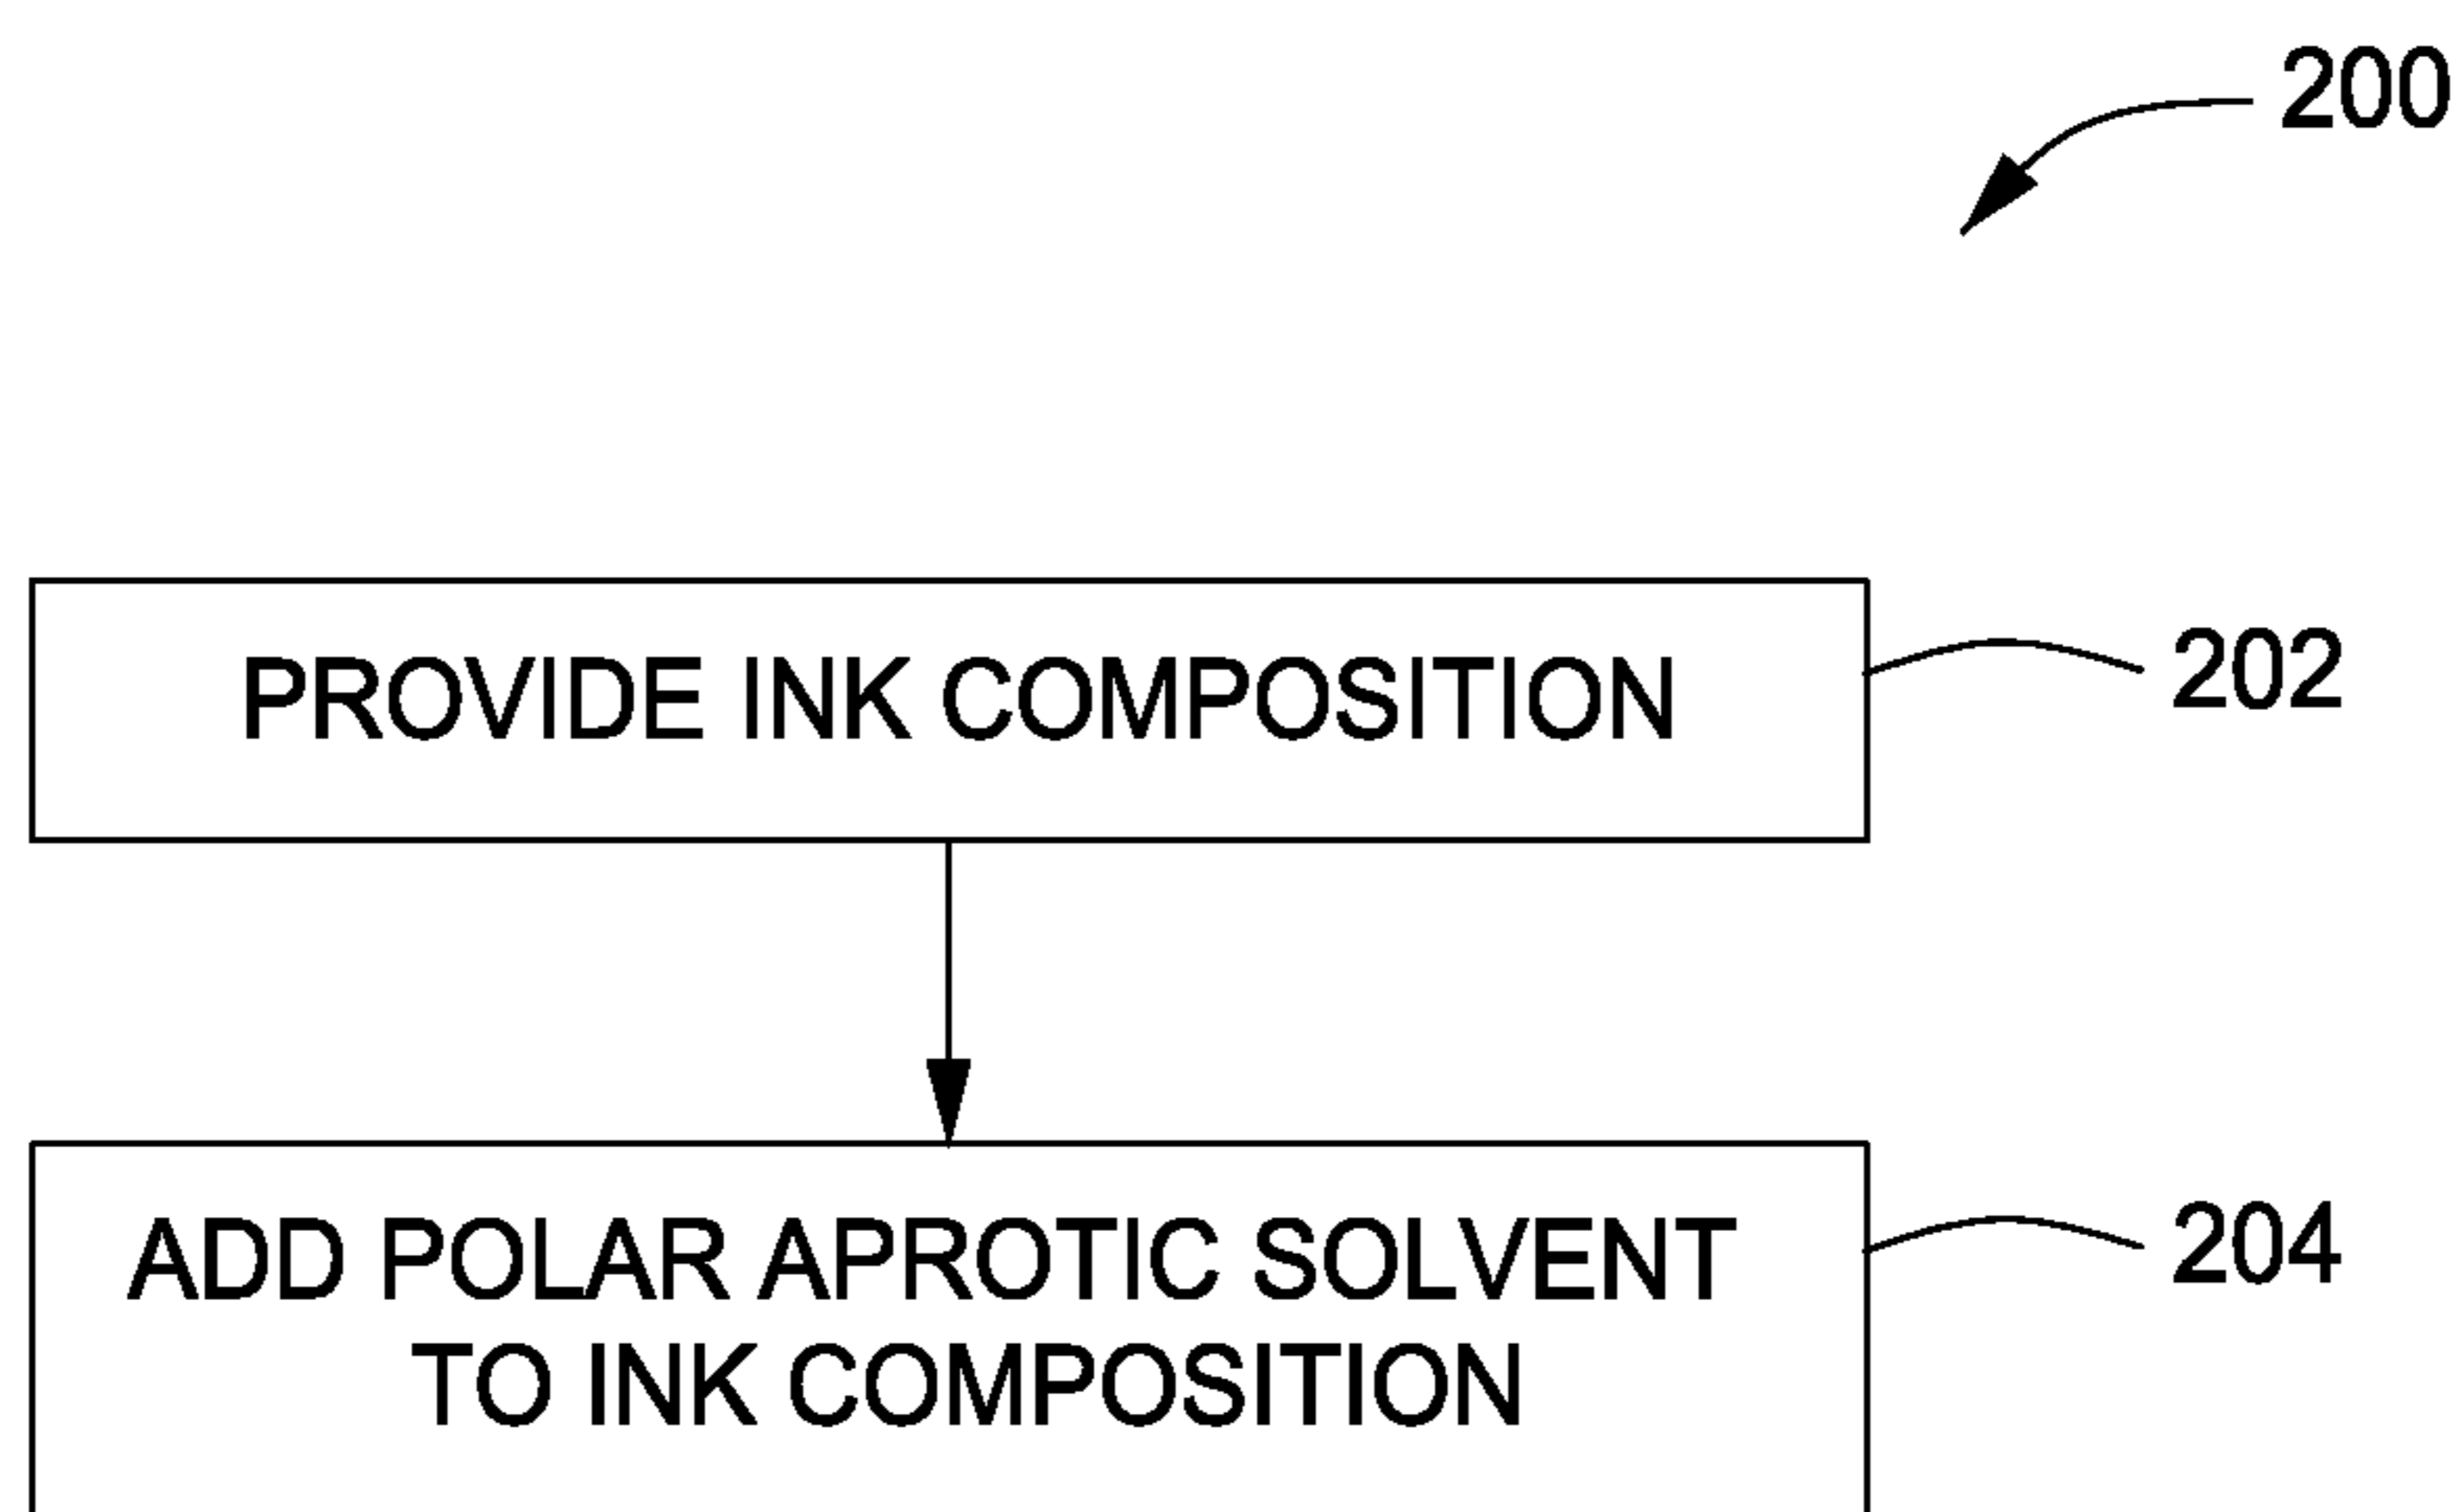 200
PROVIDE INK COMPOSITION
202
ADD POLAR APROTIC SOLVENT
204
TO INK COMPOSITION